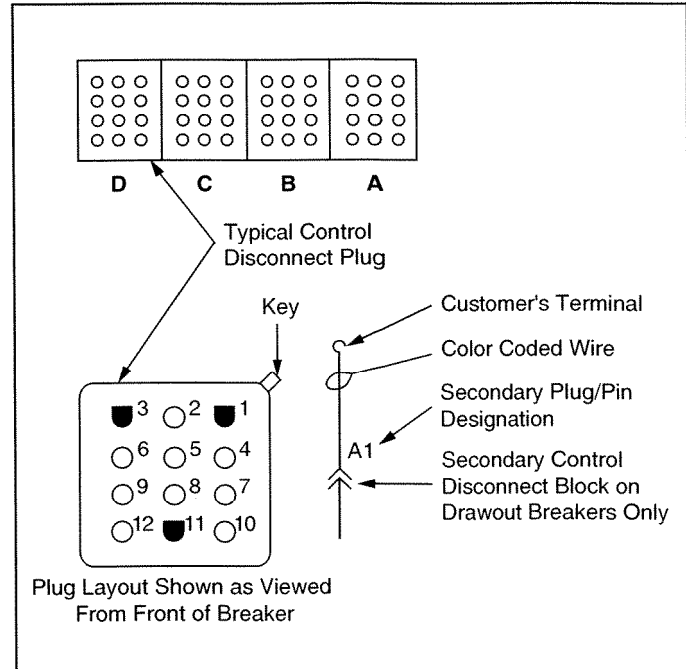 D C B A
Typical Control
Disconnect Plug
Key
Customer's Terminal
Color Coded Wire
Secondary Plug/Pin
Designation
A1
Secondary Control
Disconnect Block on
Drawout Breakers Only
3 2 1
6 5 4
9 8 7
12 11 10
Plug Layout Shown as Viewed
From Front of Breaker